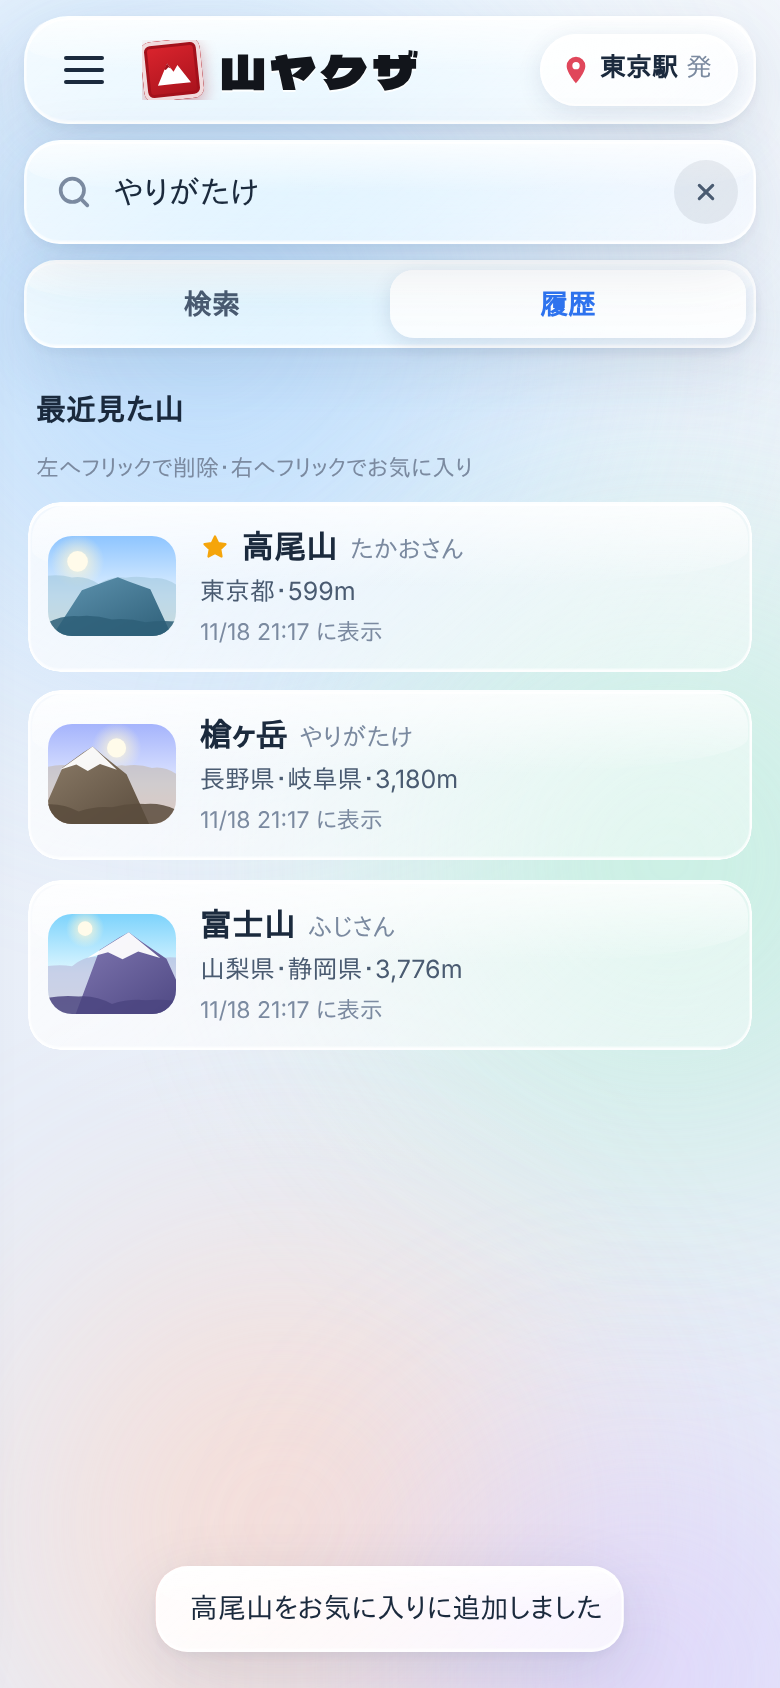 山ヤクザ
東京駅 発
やりがたけ
検索
履歴
最近見た山
左へフリックで削除·右へフリックでお気に入り
高尾山 たかおさん
東京都·599m
11/18 21:17 に表示
槍ヶ岳 やりがたけ
長野県·岐阜県·3,180m
11/18 21:17 に表示
富士山 ふじさん
山梨県·静岡県·3,776m
11/18 21:17 に表示
高尾山をお気に入りに追加しました